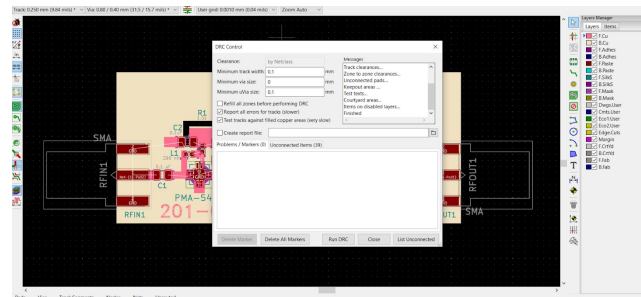 Track: 0.250 mm (9.84 mils) *
Via: 0.80 / 0.40 mm (31.5 / 15.7 mils) *
User grid: 0.0010 mm (0.04 mils)
Zoom Auto
DRC Control
Clearance:
by Netclass
Minimum track width:
0.1
mm
Minimum via size:
0
mm
Minimum uVia size:
0.1
mm
Refill all zones before performing DRC
Report all errors for tracks (slower)
Test tracks against filled copper areas (very slow)
Create report file:
Messages
Track clearances...
Zone to zone clearances...
Unconnected pads...
Keepout areas ...
Test texts...
Courtyard areas...
Items on disabled layers...
Finished
Problems / Markers (0)
Unconnected Items (39)
Delete Marker
Delete All Markers
Run DRC
Close
List Unconnected
SMA
RFIN1
GND
R1
C2
L1
C1
GND
RFIN1
PMA-54
201-
RFOUT1
SMA
Layers Manager
Layers
Items
F.Cu
B.Cu
F.Adhes
B.Adhes
F.Paste
B.Paste
F.SilkS
B.SilkS
F.Mask
B.Mask
Dwgs.User
Cmts.User
Eco1.User
Eco2.User
Edge.Cuts
Margin
F.CrtYd
B.CrtYd
F.Fab
B.Fab